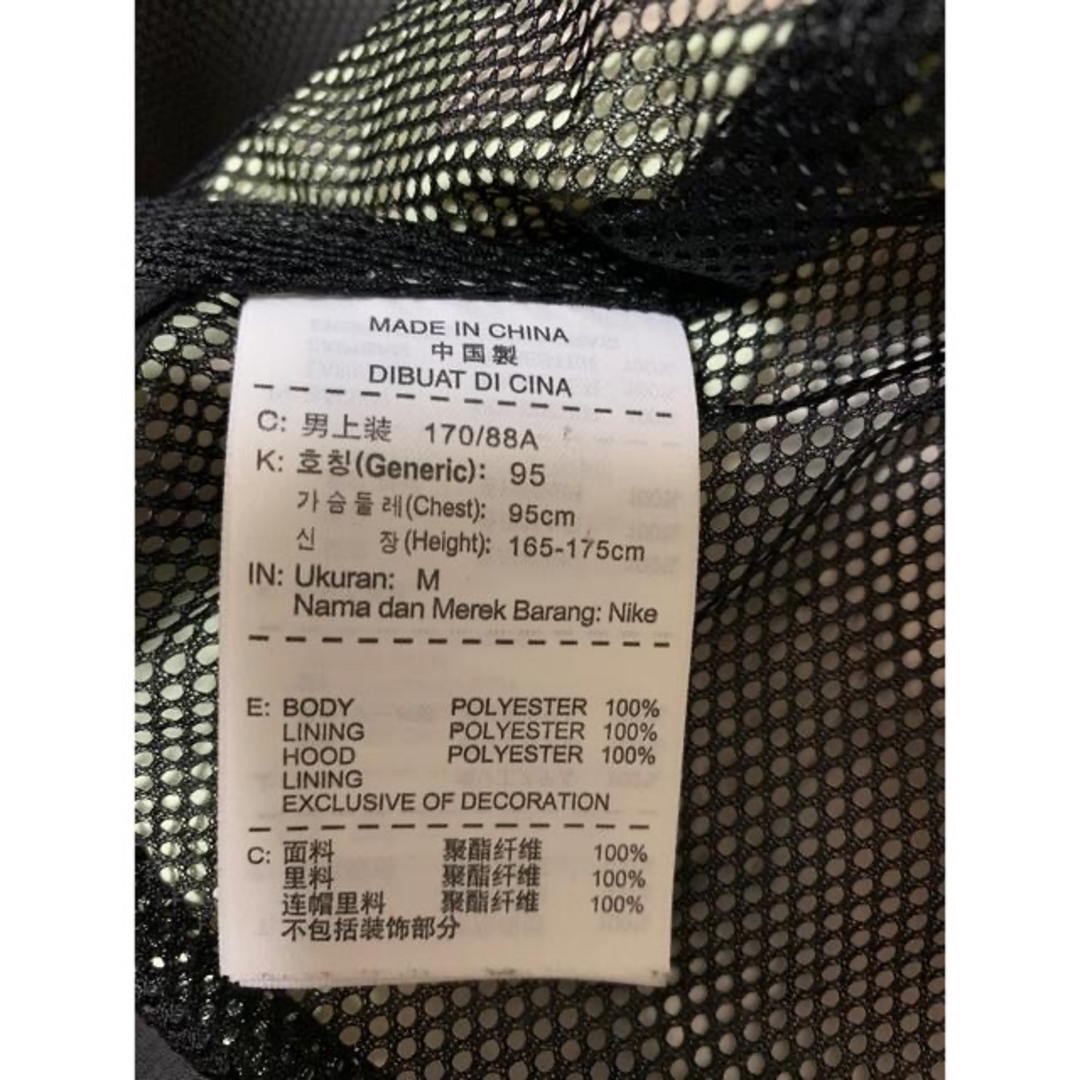 MADE IN CHINA
中国製
DIBUAT DI CINA
C: 男上装 170/88A
K: 호칭(Generic): 95
가슴둘레(Chest): 95cm
신 장(Height): 165-175cm
IN: Ukuran: M
Nama dan Merek Barang: Nike
E: BODY POLYESTER 100%
LINING POLYESTER 100%
HOOD POLYESTER 100%
LINING
EXCLUSIVE OF DECORATION
C: 面料 聚酯纤维 100%
里料 聚酯纤维 100%
连帽里料 聚酯纤维 100%
不包括装饰部分